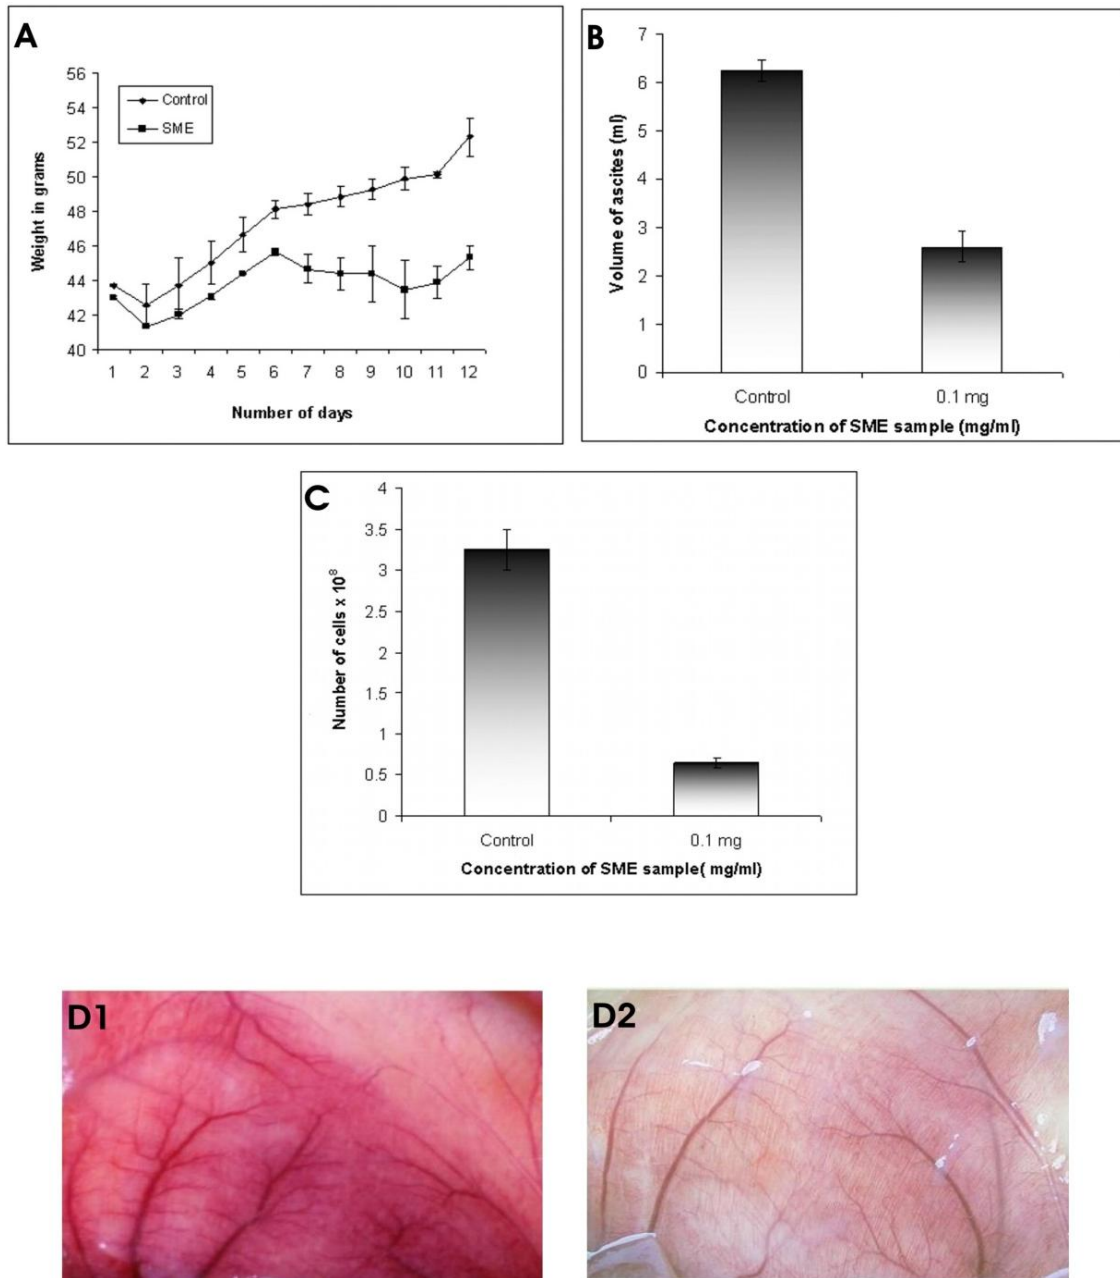 A
56
54
52
50
48
46
44
42
40
Weight in grams
Control
SME
1 2 3 4 5 6 7 8 9 10 11 12
Number of days
B
7
6
5
4
3
2
1
0
Volume of ascites (ml)
Control 0.1 mg
Concentration of SME sample (mg/ml)
C
4
3.5
3
2.5
2
1.5
1
0.5
0
Number of cells x 10⁸
Control 0.1 mg
Concentration of SME sample( mg/ml)
D1
D2